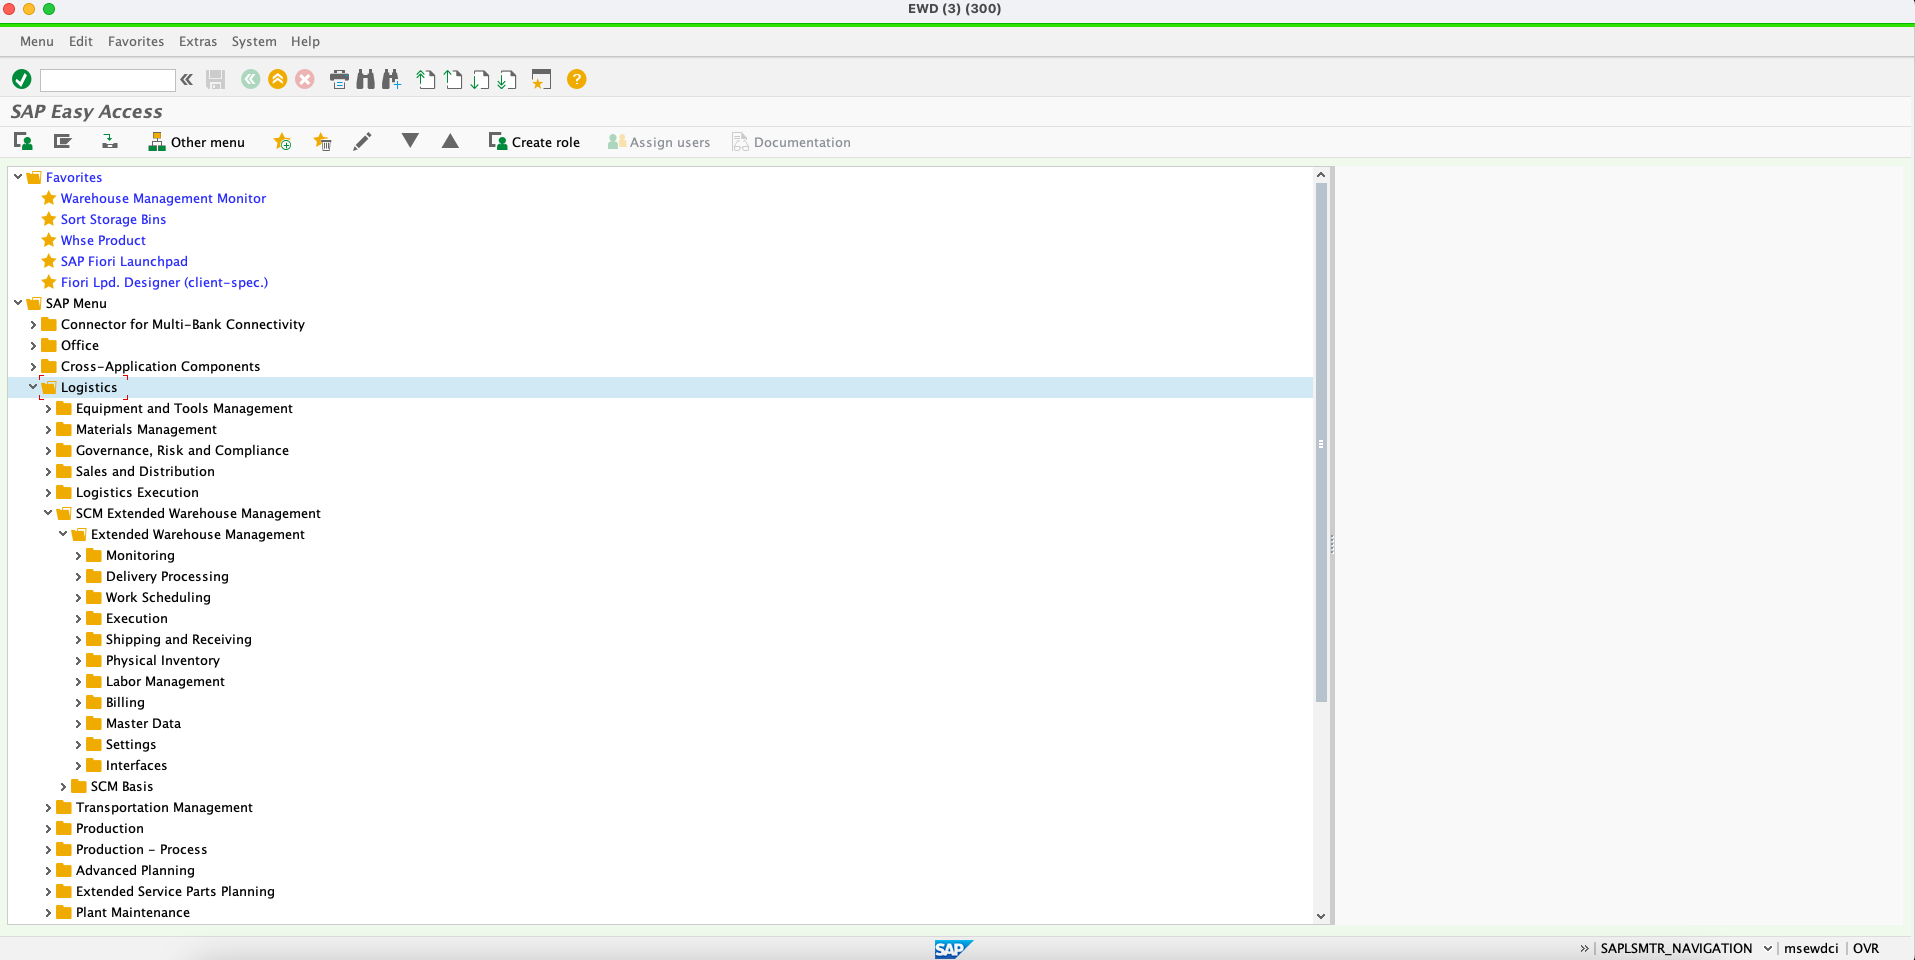 EWD (3) (300)
Menu Edit Favorites Extras System Help
SAP Easy Access
Other menu Create role Assign users Documentation
Favorites
Warehouse Management Monitor
Sort Storage Bins
Whse Product
SAP Fiori Launchpad
Fiori Lpd. Designer (client-spec.)
SAP Menu
Connector for Multi-Bank Connectivity
Office
Cross-Application Components
Logistics
Equipment and Tools Management
Materials Management
Governance, Risk and Compliance
Sales and Distribution
Logistics Execution
SCM Extended Warehouse Management
Extended Warehouse Management
Monitoring
Delivery Processing
Work Scheduling
Execution
Shipping and Receiving
Physical Inventory
Labor Management
Billing
Master Data
Settings
Interfaces
SCM Basis
Transportation Management
Production
Production - Process
Advanced Planning
Extended Service Parts Planning
Plant Maintenance
SAP » SAPLSMTR_NAVIGATION msewdci OVR